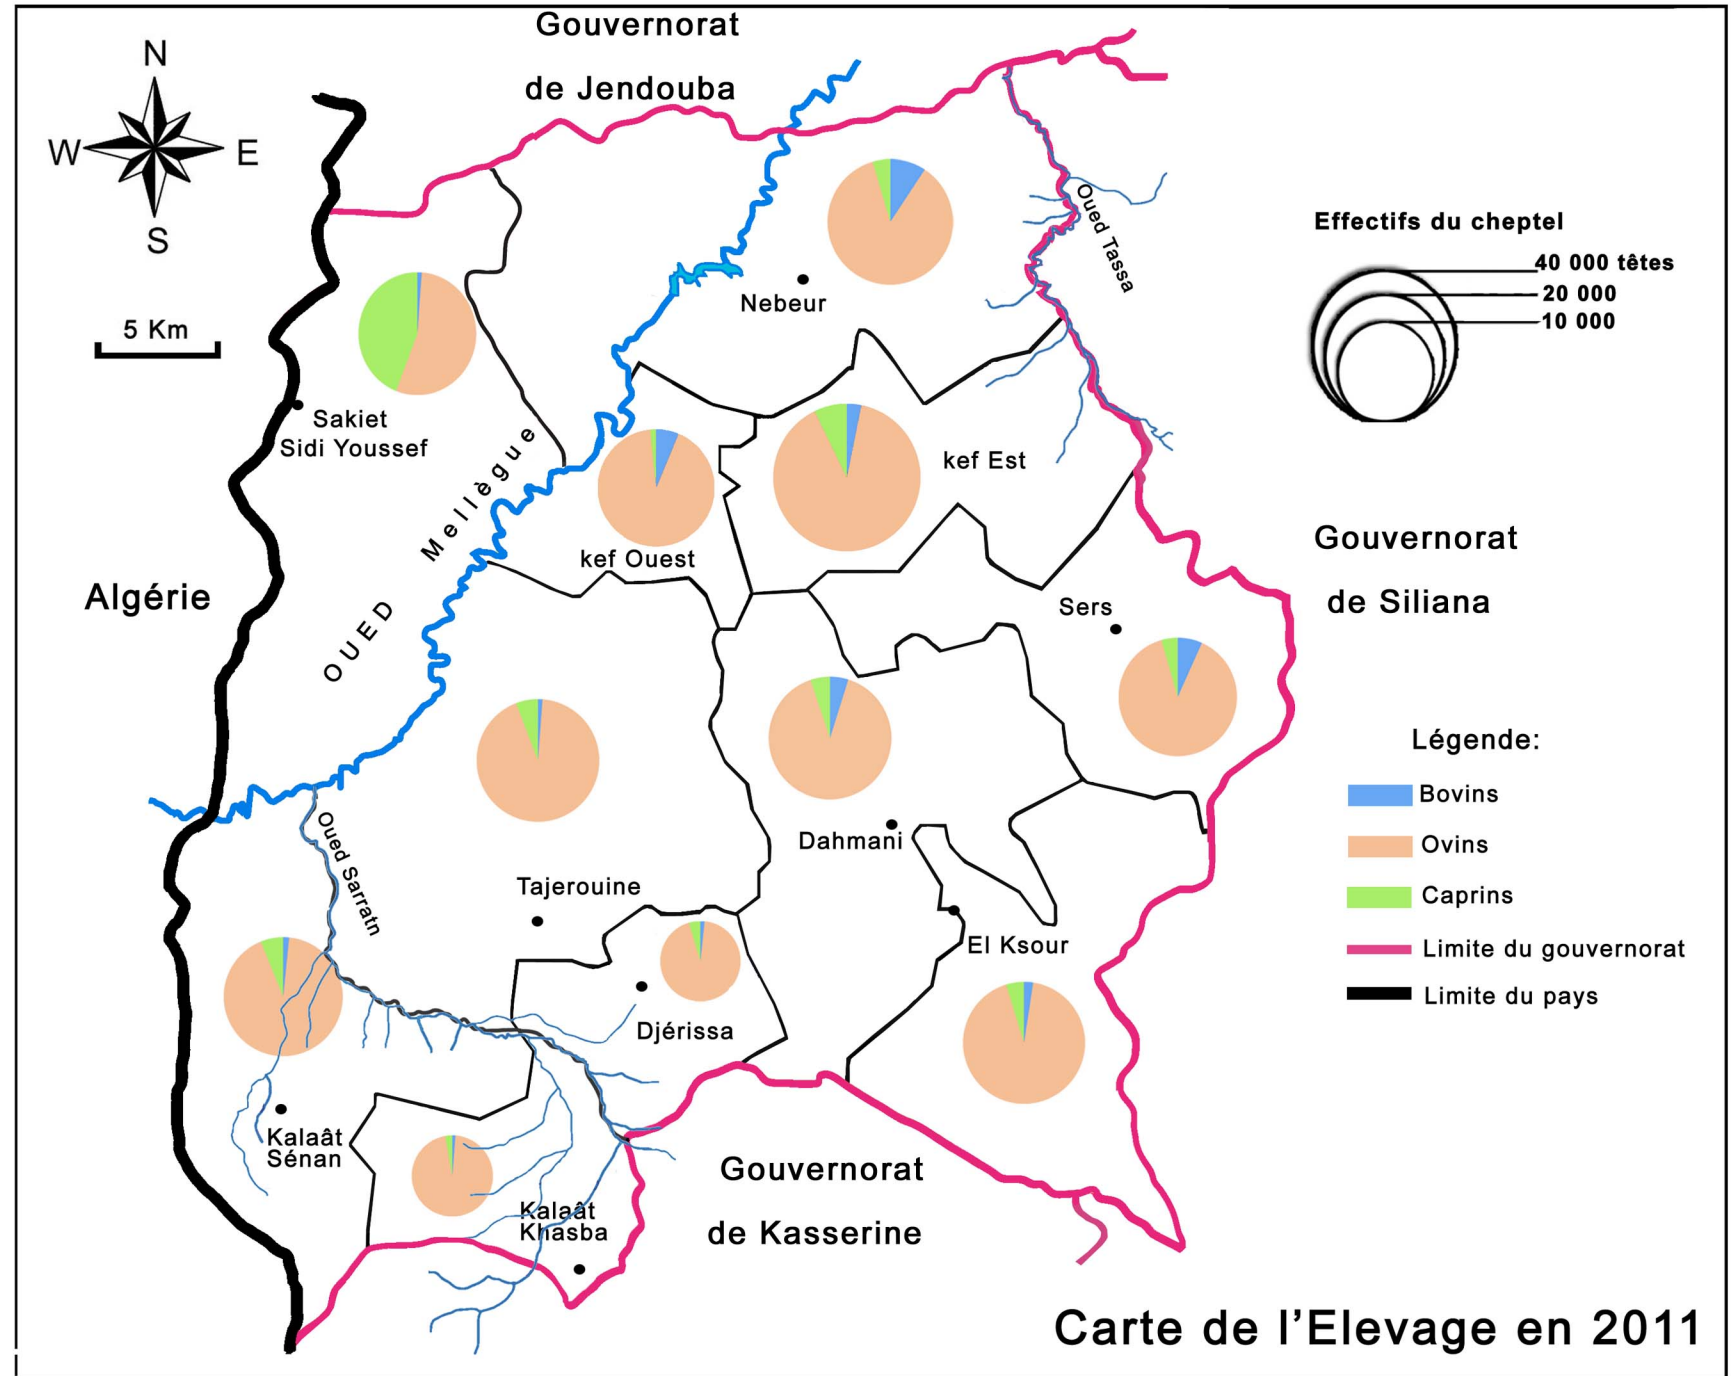 Gouvernorat
de Jendouba
N
W
E
S
Oued Tassa
Effectifs du cheptel
40 000 têtes
20 000
10 000
Nebeur
5 Km
Sakiet
Sidi Youssef
OUED Mellègue
kef Est
kef Ouest
Gouvernorat
de Siliana
Algérie
Sers
Légende:
Bovins
Ovins
Caprins
Limite du gouvernorat
Limite du pays
Dahmani
Oued Sarratn
Tajerouine
El Ksour
Djérissa
Kalaât
Sénan
Gouvernorat
de Kasserine
Kalaât
Khasba
Carte de l'Elevage en 2011